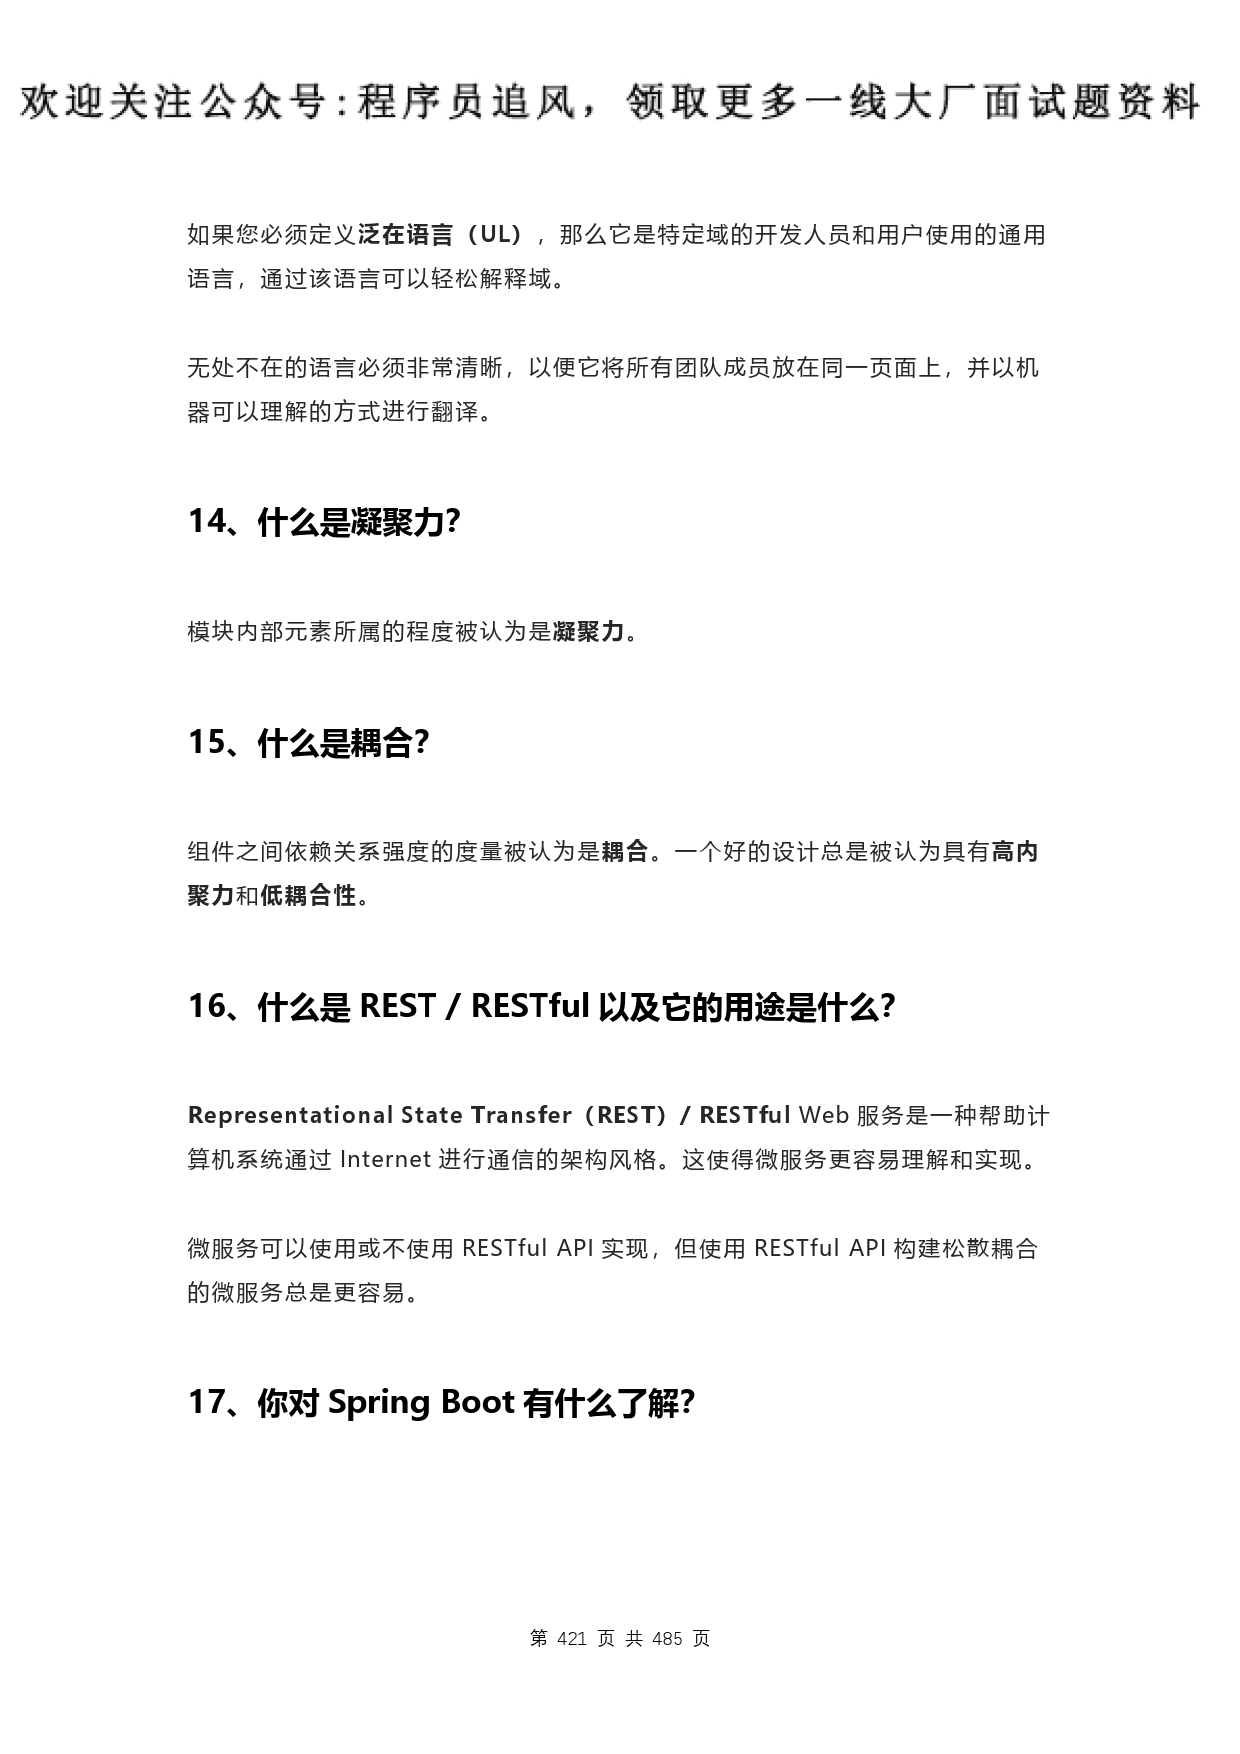 欢迎关注公众号:程序员追风，领取更多一线大厂面试题资料
如果您必须定义泛在语言（UL），那么它是特定域的开发人员和用户使用的通用
语言，通过该语言可以轻松解释域。
无处不在的语言必须非常清晰，以便它将所有团队成员放在同一页面上，并以机
器可以理解的方式进行翻译。
14、什么是凝聚力？
模块内部元素所属的程度被认为是凝聚力。
15、什么是耦合？
组件之间依赖关系强度的度量被认为是耦合。一个好的设计总是被认为具有高内
聚力和低耦合性。
16、什么是 REST / RESTful 以及它的用途是什么？
Representational State Transfer（REST）/ RESTful Web 服务是一种帮助计
算机系统通过 Internet 进行通信的架构风格。这使得微服务更容易理解和实现。
微服务可以使用或不使用 RESTful API 实现，但使用 RESTful API 构建松散耦合
的微服务总是更容易。
17、你对 Spring Boot 有什么了解？
第 421 页 共 485 页